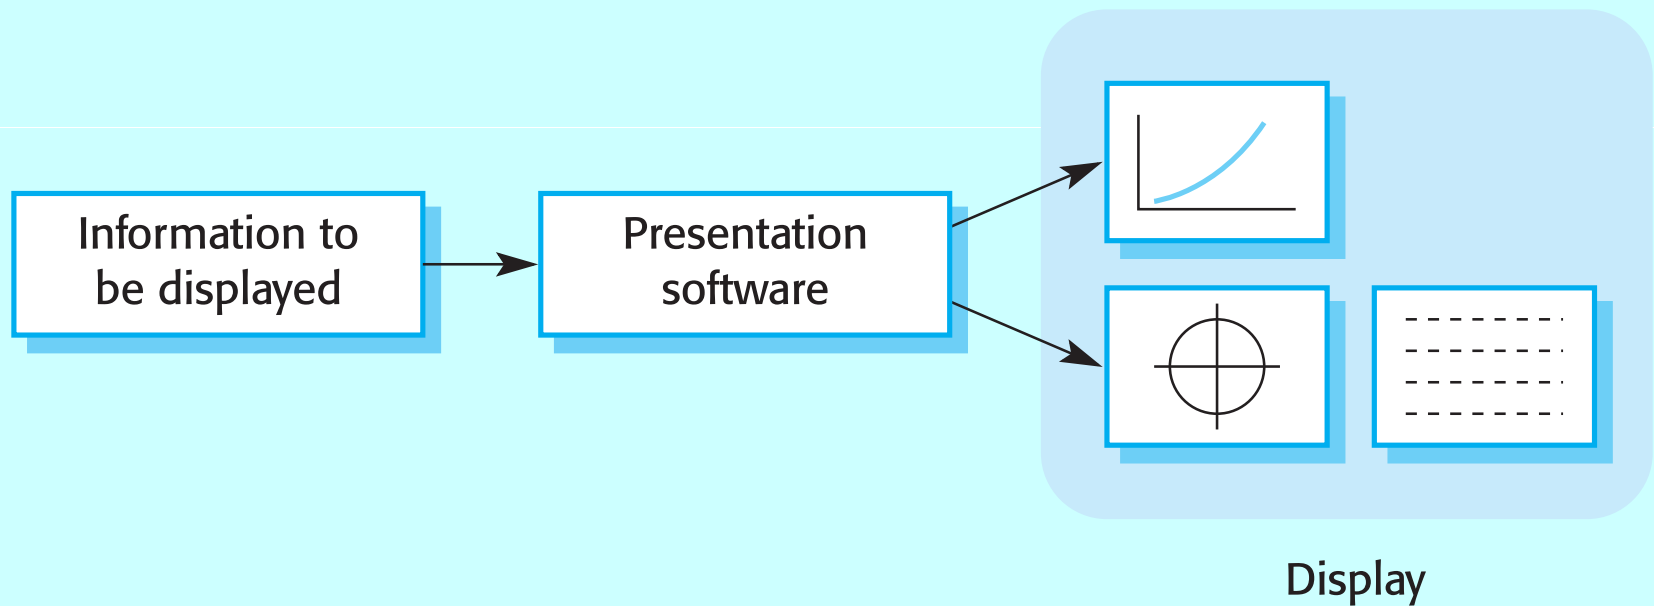 Information to
be displayed
Presentation
software
Display